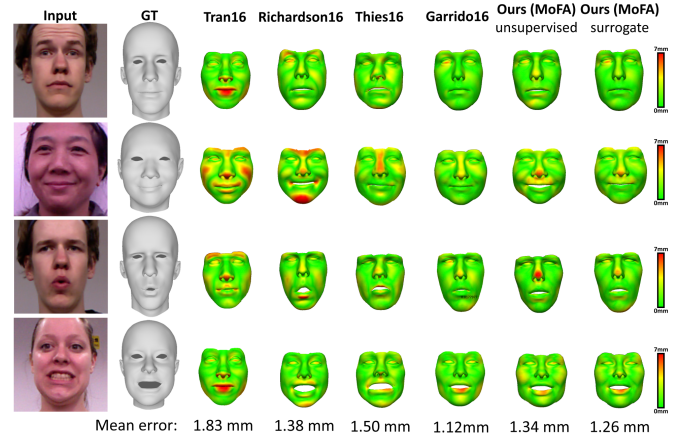 Input GT Tran16 Richardson16 Thies16 Garrido16 Ours (MoFA) Ours (MoFA)
unsupervised surrogate
7mm
0mm
7mm
0mm
7mm
0mm
7mm
0mm
Mean error: 1.83 mm 1.38 mm 1.50 mm 1.12mm 1.34 mm 1.26 mm